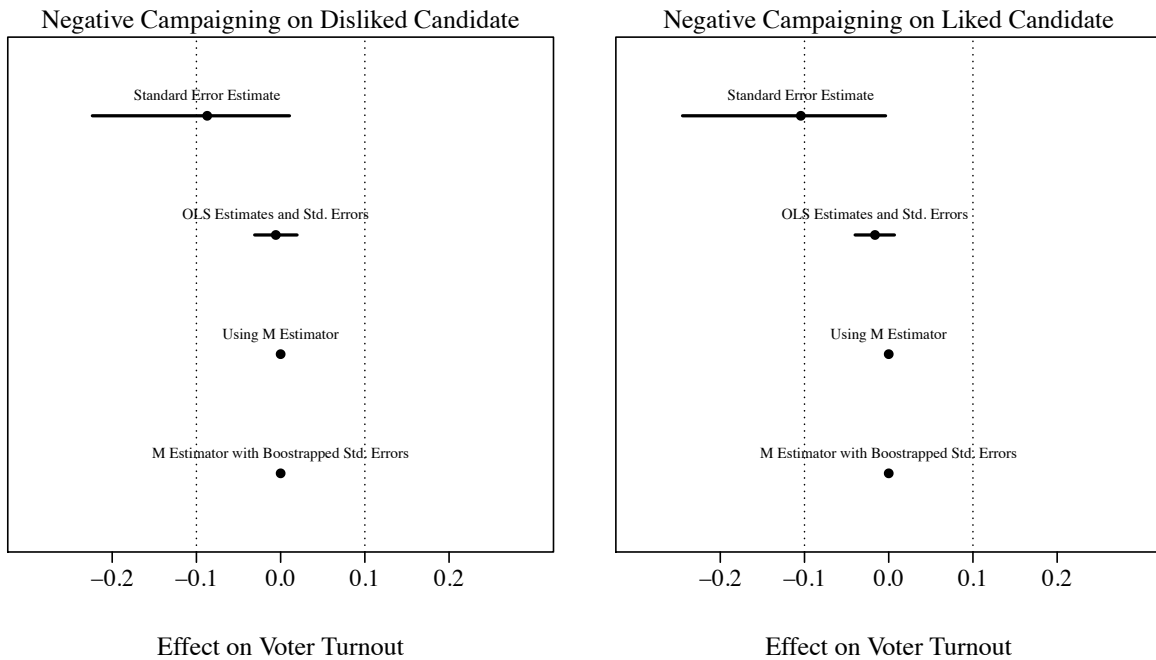 Negative Campaigning on Disliked Candidate
Standard Error Estimate
OLS Estimates and Std. Errors
Using M Estimator
M Estimator with Boostrapped Std. Errors
−0.2 −0.1 0.0 0.1 0.2
Effect on Voter Turnout
Negative Campaigning on Liked Candidate
Standard Error Estimate
OLS Estimates and Std. Errors
Using M Estimator
M Estimator with Boostrapped Std. Errors
−0.2 −0.1 0.0 0.1 0.2
Effect on Voter Turnout